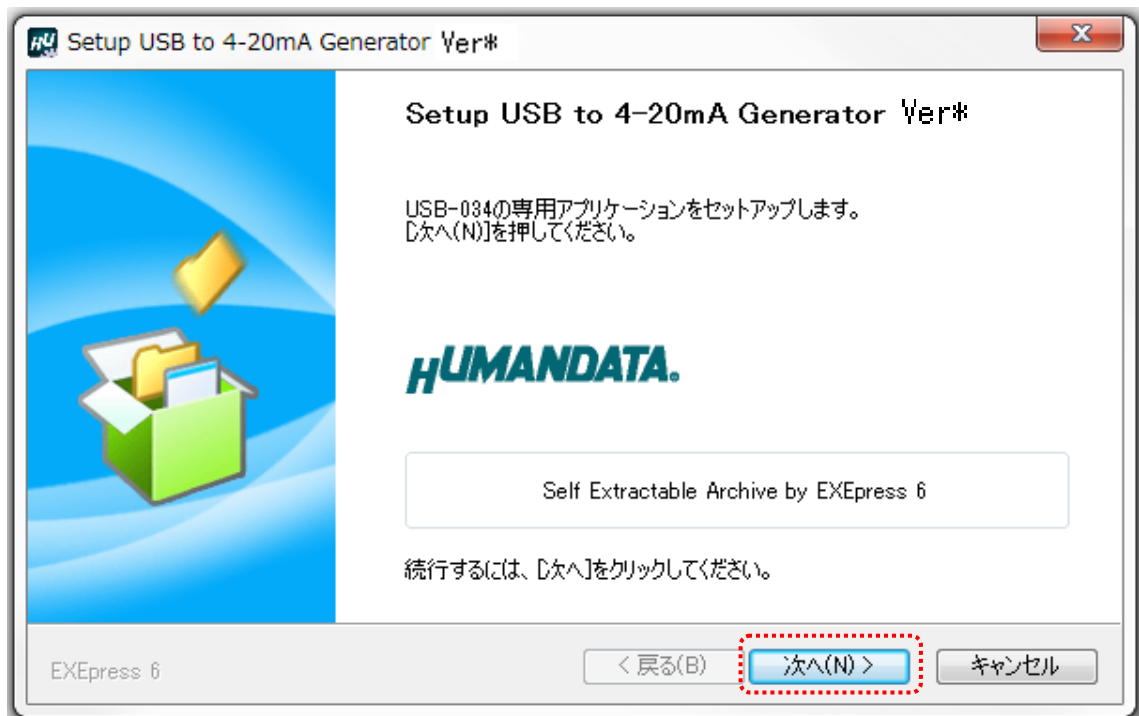 Setup USB to 4-20mA Generator Ver*
Setup USB to 4-20mA Generator Ver*
USB-034の専用アプリケーションをセットアップします。
[次へ(N)]を押してください。
HUMANDATA.
Self Extractable Archive by EXEpress 6
続行するには、[次へ]をクリックしてください。
EXEpress 6
< 戻る(B)
次へ(N) >
キャンセル